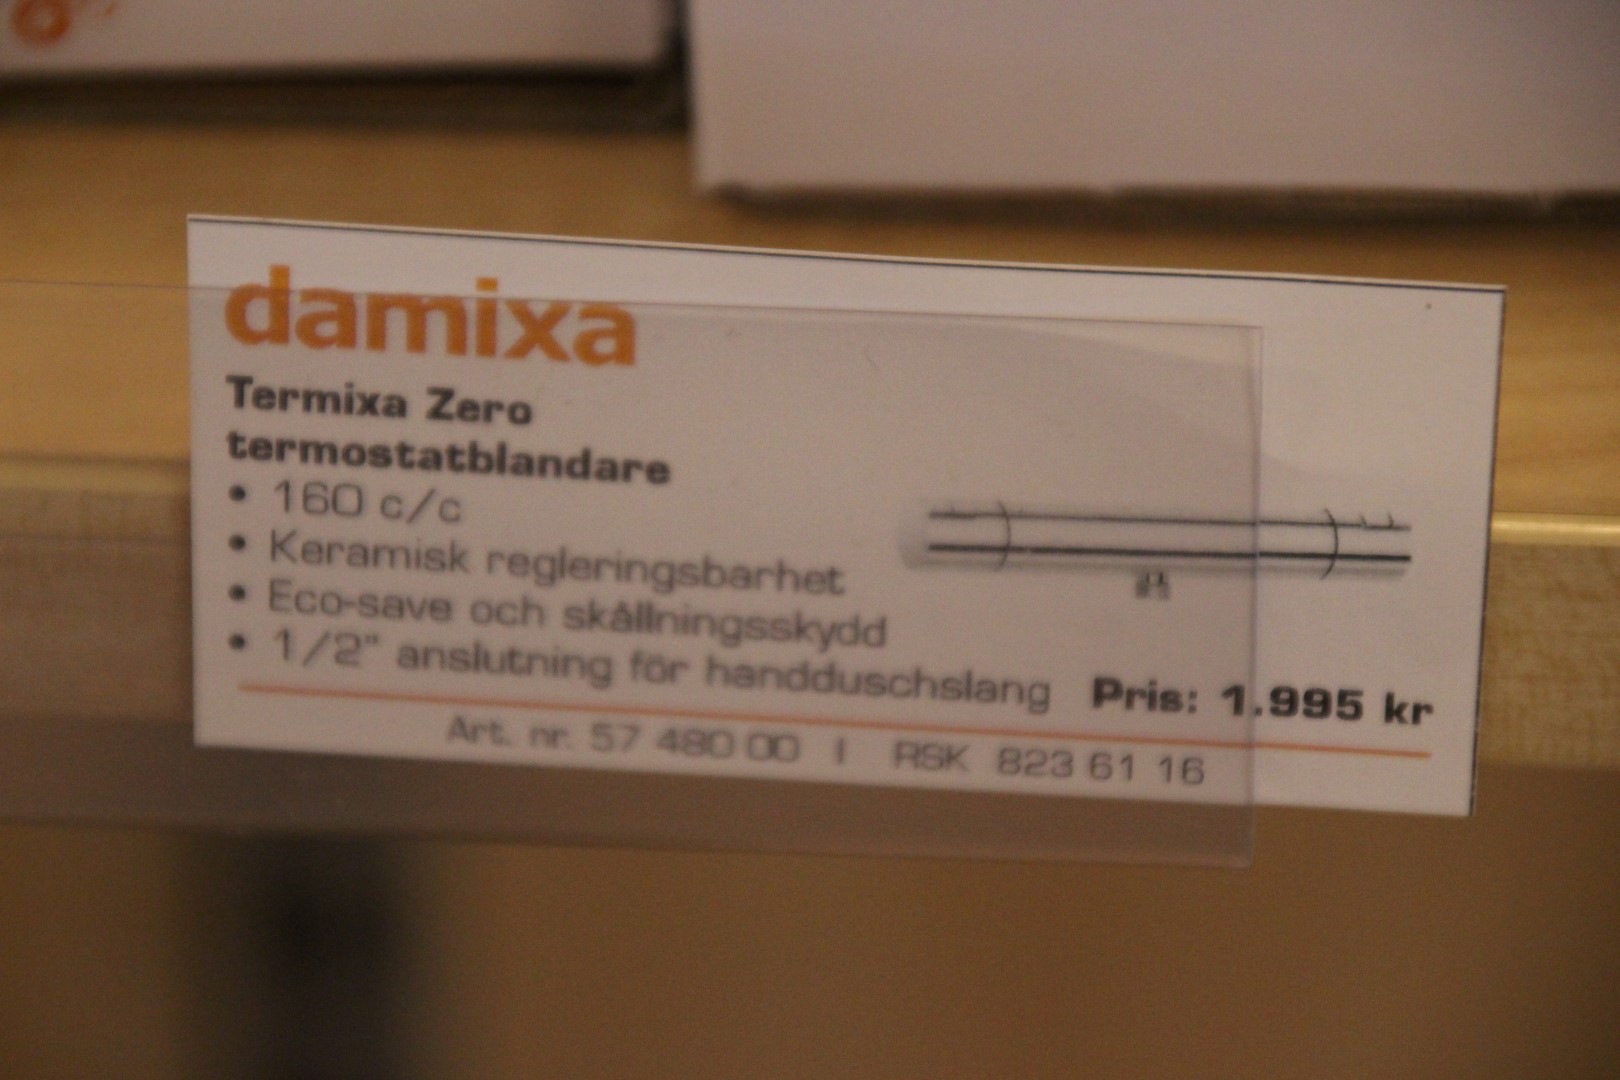 damixa
Termixa Zero
termostatblandare
• 160 c/c
• Keramisk regleringsbarhet
• Eco-save och skållningsskydd
• 1/2" anslutning för handduschslang
Pris: 1.995 kr
Art. nr. 57 480 00 | RSK 823 61 16